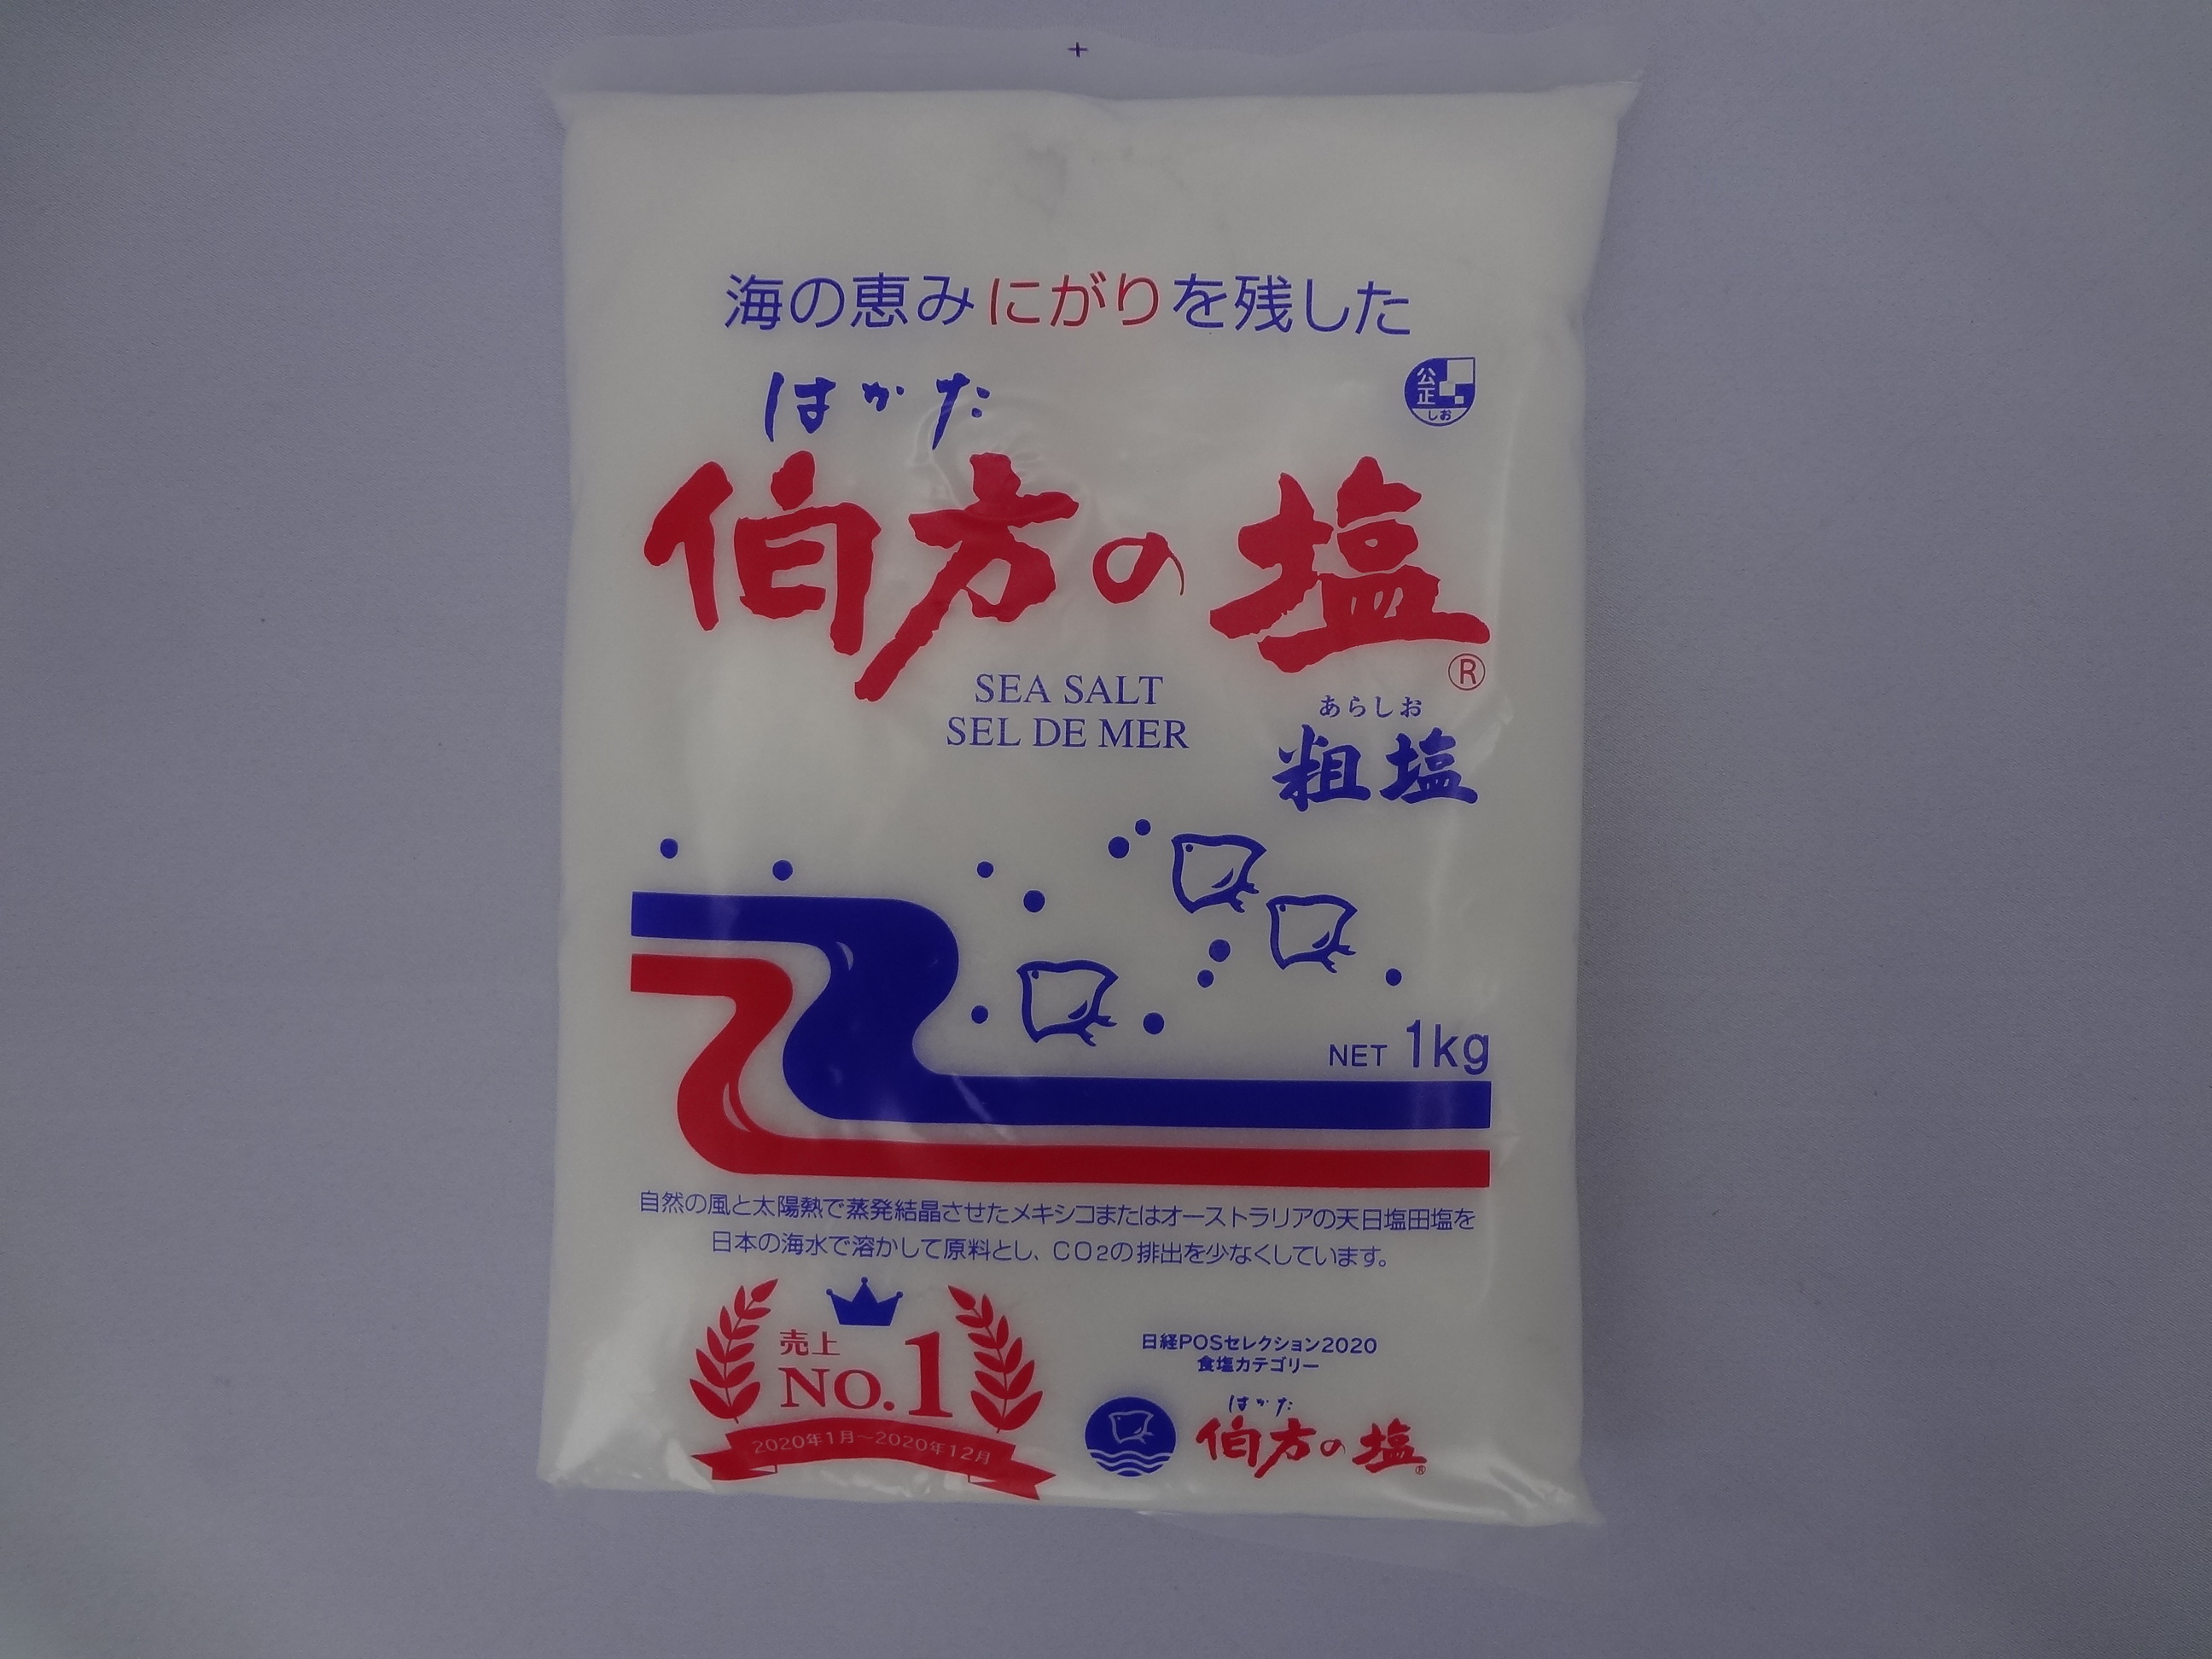 海の恵みにがりを残した
公正
しお
はかた
伯方の塩
®
SEA SALT
SEL DE MER
あらしお
粗塩
NET 1kg
自然の風と太陽熱で蒸発結晶させたメキシコまたはオーストラリアの天日塩田塩を
日本の海水で溶かして原料とし、CO2の排出を少なくしています。
売上
NO.1
2020年1月〜2020年12月
日経POSセレクション2020
食塩カテゴリー
はかた
伯方の塩®